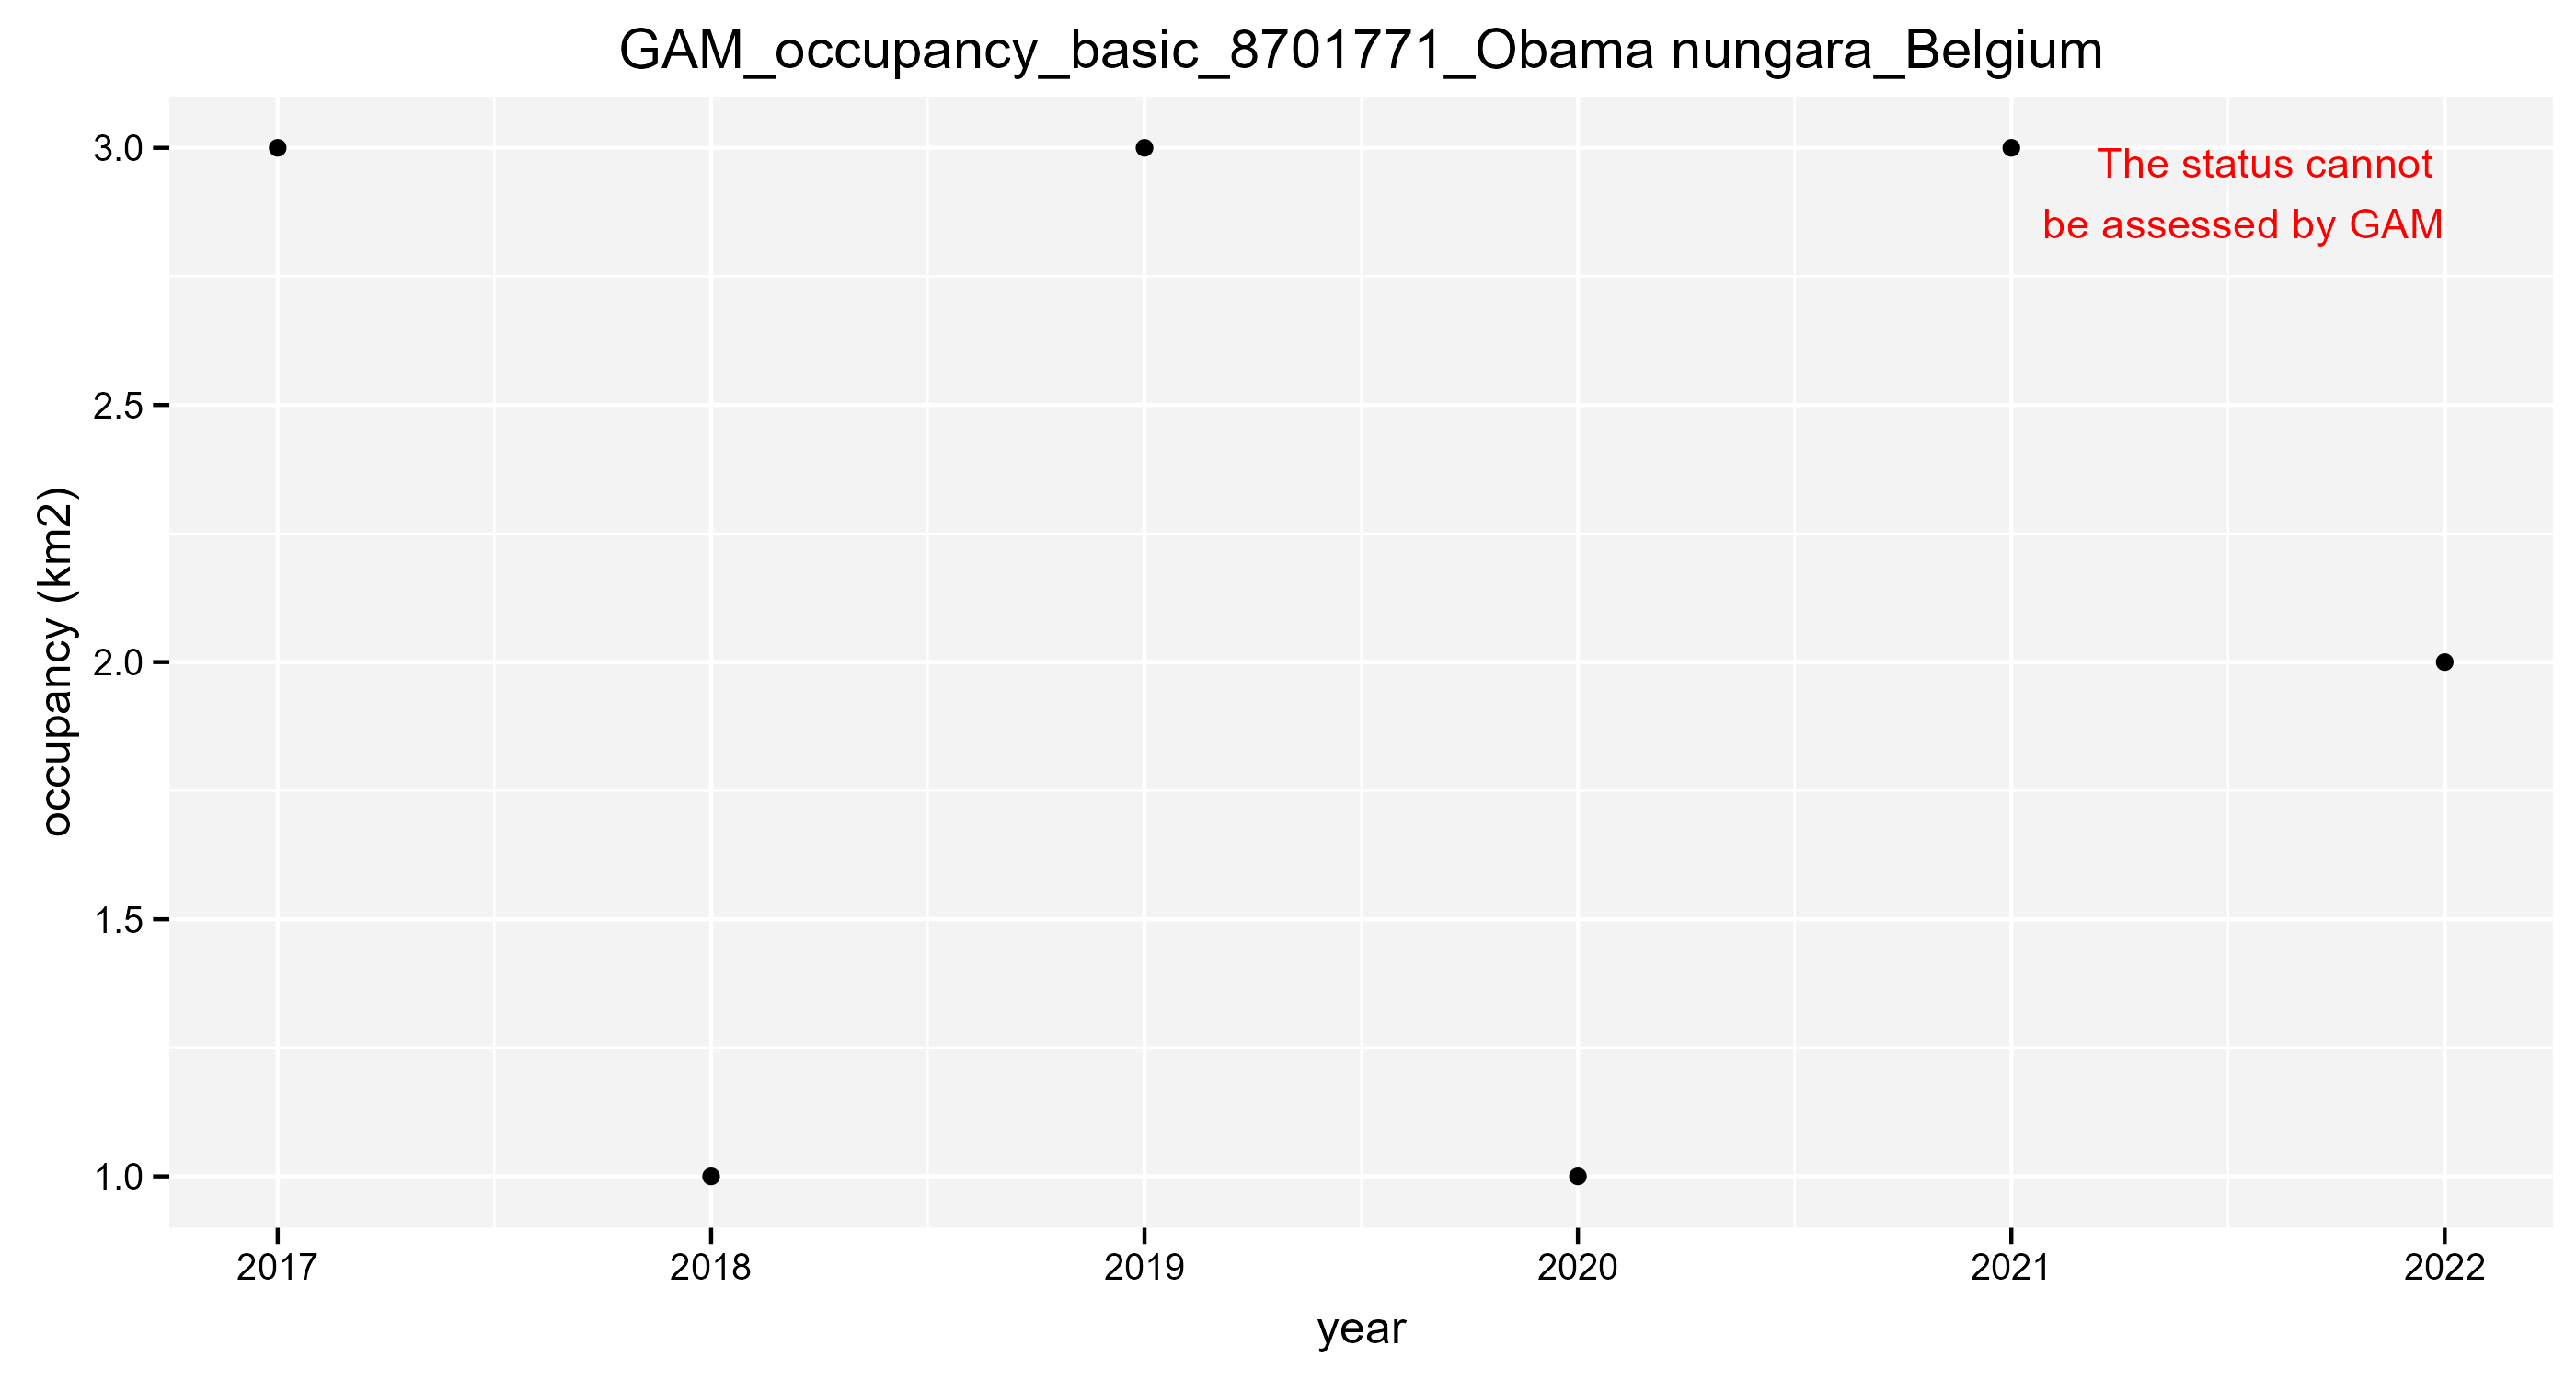 GAM_occupancy_basic_8701771_Obama nungara_Belgium
The status cannot
be assessed by GAM
occupancy (km2)
3.0
2.5
2.0
1.5
1.0
2017 2018 2019 2020 2021 2022
year